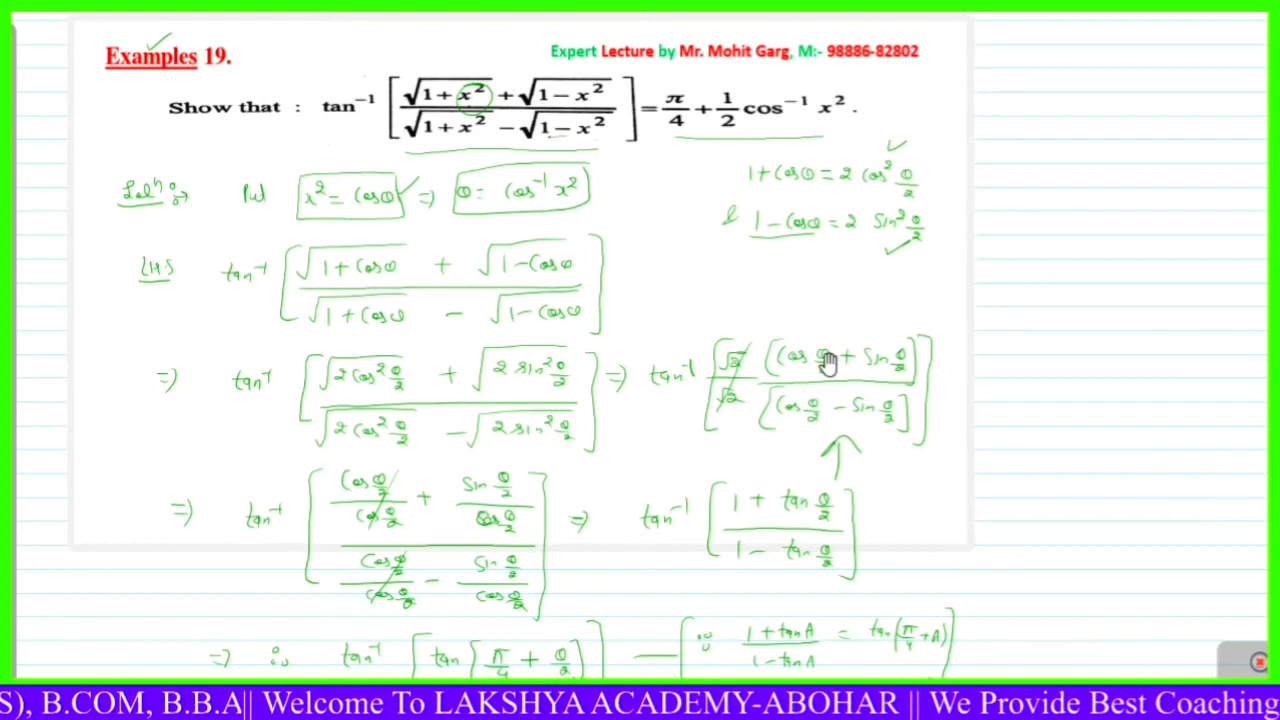 Examples 19.
Expert Lecture by Mr. Mohit Garg, M:- 98886-82802
Show that : tan⁻¹ [ (√(1 + x²) + √(1 − x²)) / (√(1 + x²) − √(1 − x²)) ] = π/4 + 1/2 cos⁻¹ x² .
Solⁿ: Put x² = cosθ ⇒ θ = cos⁻¹ x²
1 + cosθ = 2 cos² θ/2
& 1 − cosθ = 2 sin² θ/2
LHS tan⁻¹ [ (√(1 + cosθ) + √(1 − cosθ)) / (√(1 + cosθ) − √(1 − cosθ)) ]
⇒ tan⁻¹ [ (√(2 cos² θ/2) + √(2 sin² θ/2)) / (√(2 cos² θ/2) − √(2 sin² θ/2)) ] ⇒ tan⁻¹ [ √2 (cos θ/2 + sin θ/2] / √2 [cos θ/2 − sin θ/2] ]
⇒ tan⁻¹ [ (cos θ/2 / cos θ/2 + sin θ/2 / cos θ/2) / (cos θ/2 / cos θ/2 − sin θ/2 / cos θ/2) ] ⇒ tan⁻¹ [ (1 + tan θ/2) / (1 − tan θ/2) ]
⇒ ∴ tan⁻¹ [ tan [ π/4 + θ/2 ] ] — [ ∵ (1 + tanA) / (1 − tanA) = tan(π/4 + A) ]
S), B.COM, B.B.A|| Welcome To LAKSHYA ACADEMY-ABOHAR || We Provide Best Coaching